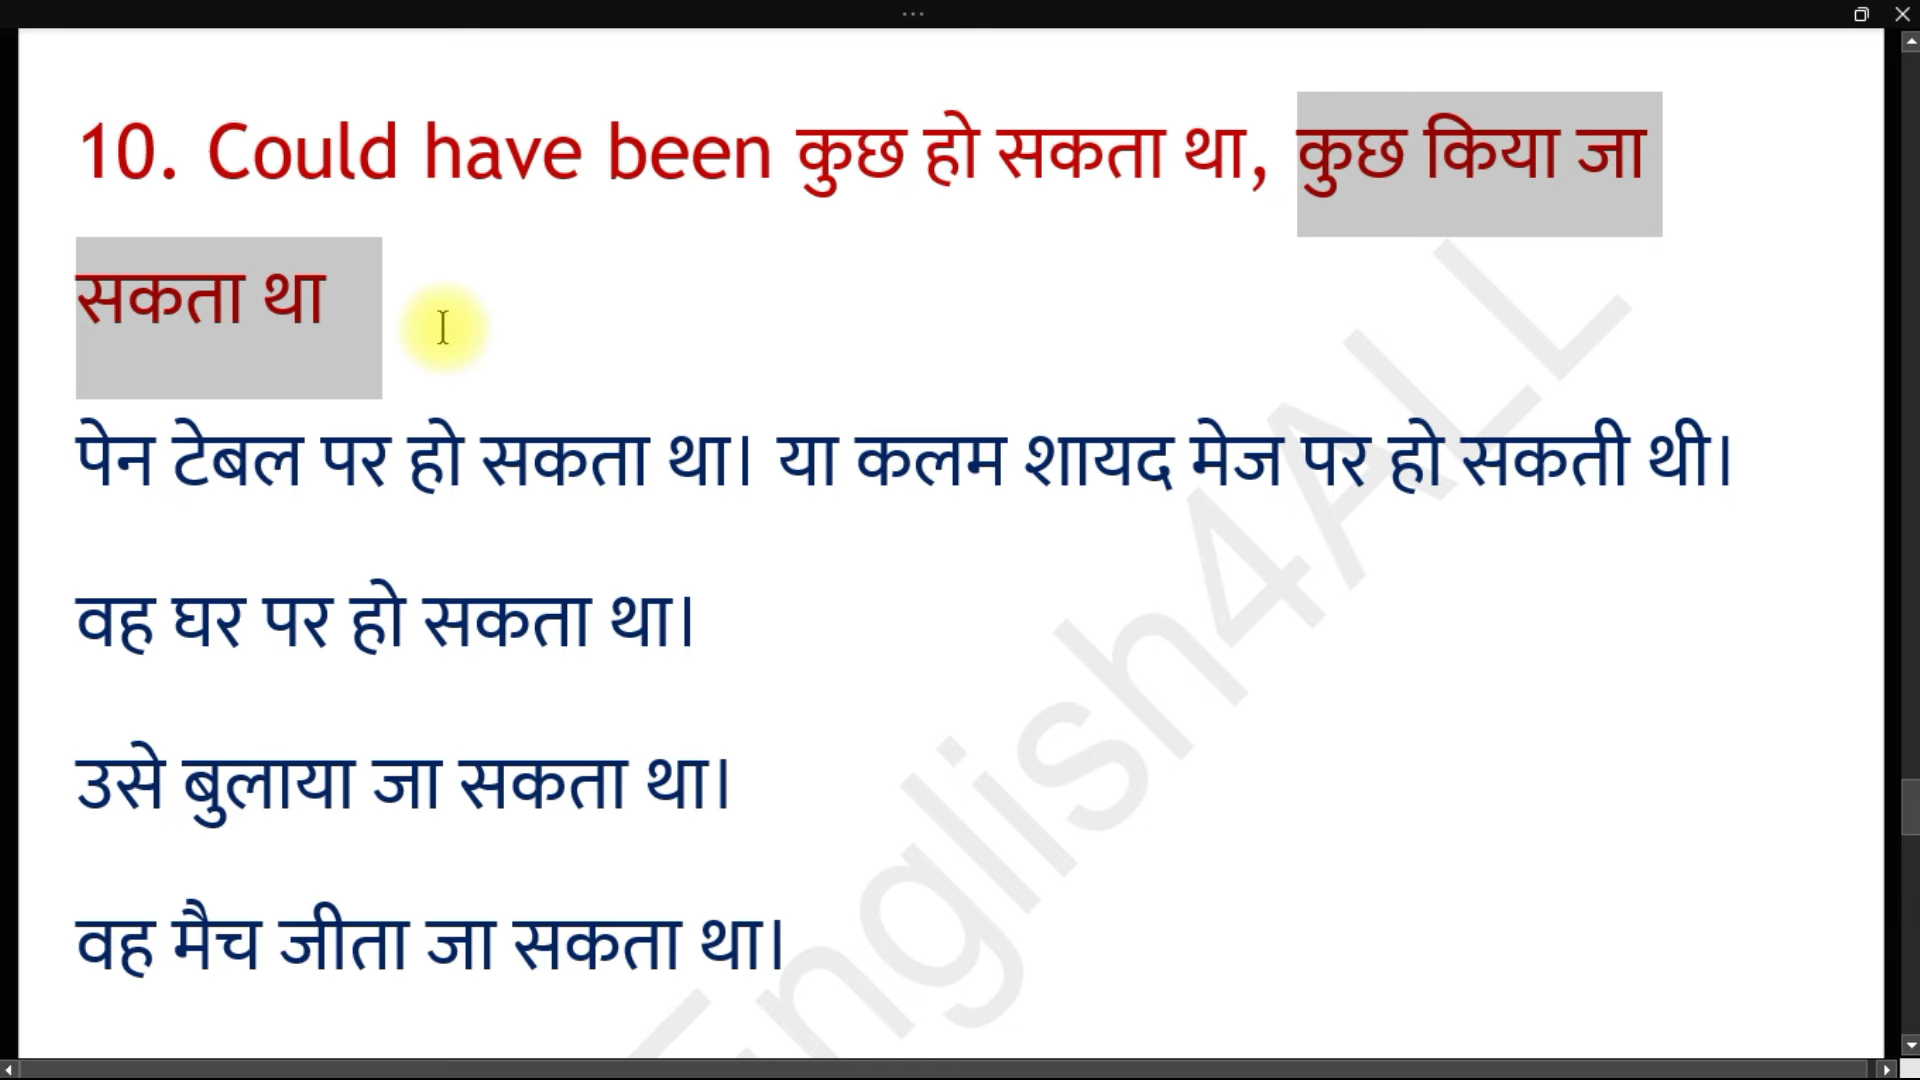 10. Could have been कुछ हो सकता था, कुछ किया जा
सकता था
पेन टेबल पर हो सकता था। या कलम शायद मेज पर हो सकती थी।
वह घर पर हो सकता था।
उसे बुलाया जा सकता था।
वह मैच जीता जा सकता था।
English4ALL